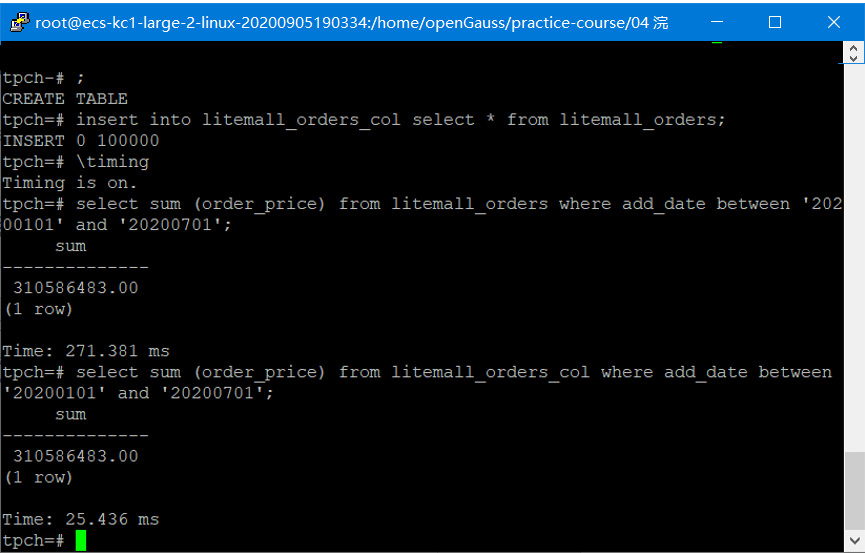 root@ecs-kc1-large-2-linux-20200905190334:/home/openGauss/practice-course/04 浣
tpch-# ;
CREATE TABLE
tpch=# insert into litemall_orders_col select * from litemall_orders;
INSERT 0 100000
tpch=# \timing
Timing is on.
tpch=# select sum (order_price) from litemall_orders where add_date between '202
00101' and '20200701';
sum
--------------
310586483.00
(1 row)
Time: 271.381 ms
tpch=# select sum (order_price) from litemall_orders_col where add_date between
'20200101' and '20200701';
sum
--------------
310586483.00
(1 row)
Time: 25.436 ms
tpch=#